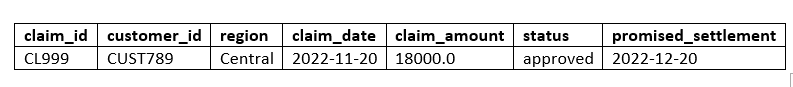 claim_id customer_id region claim_date claim_amount status promised_settlement
CL999 CUST789 Central 2022-11-20 18000.0 approved 2022-12-20